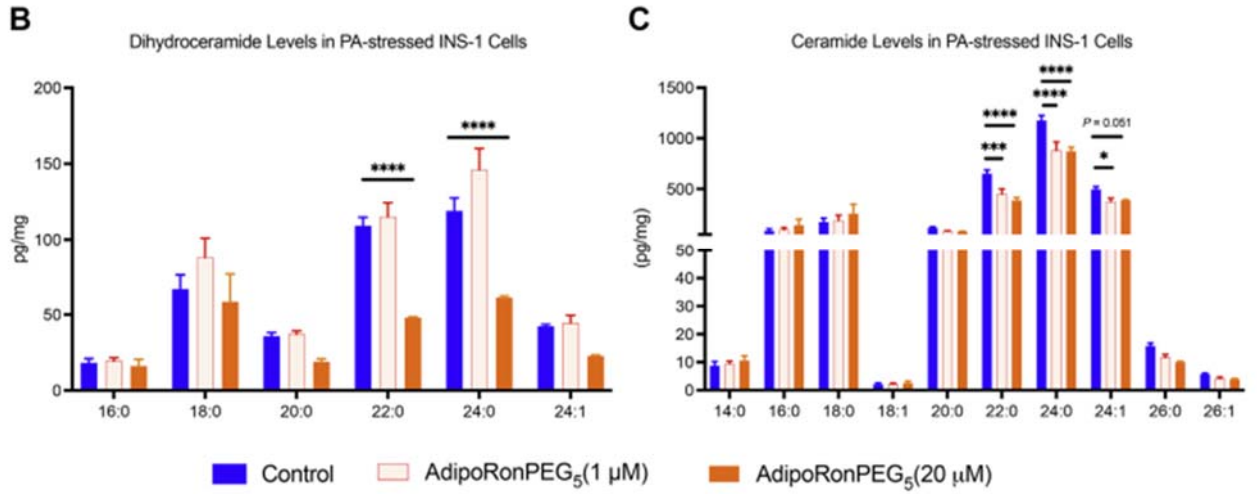 B
Dihydroceramide Levels in PA-stressed INS-1 Cells
pg/mg
200
150
100
50
0
****
****
16:0 18:0 20:0 22:0 24:0 24:1
C
Ceramide Levels in PA-stressed INS-1 Cells
(pg/mg)
1500
1000
500
50
40
30
20
10
0
****
***
****
****
P = 0.051
*
14:0 16:0 18:0 18:1 20:0 22:0 24:0 24:1 26:0 26:1
Control AdipoRonPEG5(1 µM) AdipoRonPEG5(20 µM)